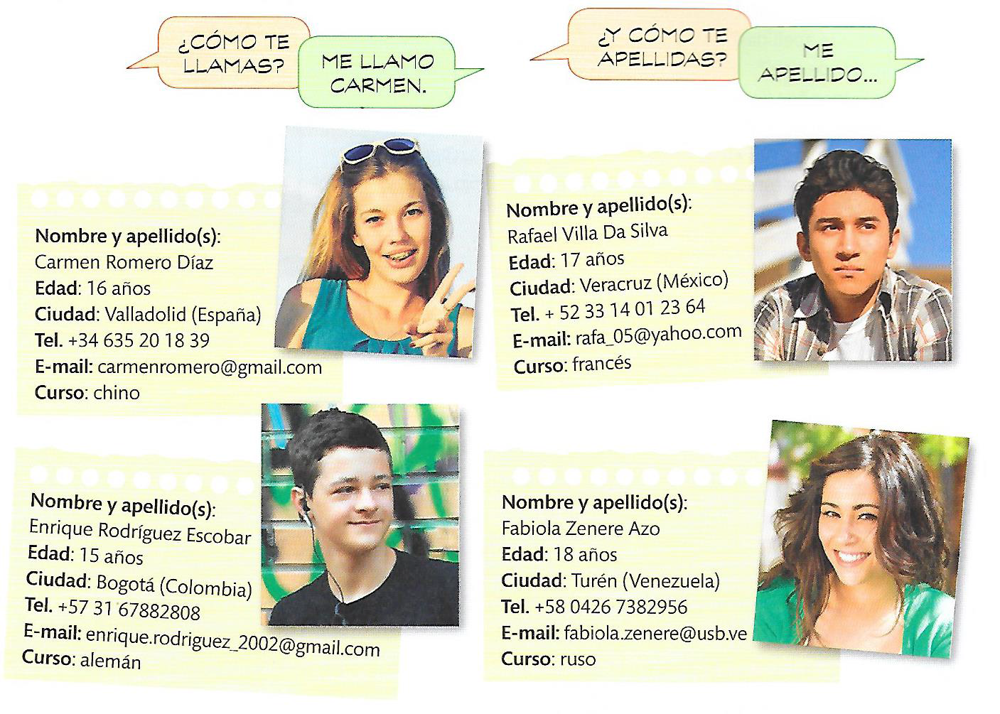 ¿CÓMO TE
LLAMAS?
ME LLAMO
CARMEN.
¿Y CÓMO TE
APELLIDAS?
ME
APELLIDO...
Nombre y apellido(s):
Carmen Romero Díaz
Edad: 16 años
Ciudad: Valladolid (España)
Tel. +34 635 20 18 39
E-mail: carmenromero@gmail.com
Curso: chino
Nombre y apellido(s):
Rafael Villa Da Silva
Edad: 17 años
Ciudad: Veracruz (México)
Tel. + 52 33 14 01 23 64
E-mail: rafa_05@yahoo.com
Curso: francés
Nombre y apellido(s):
Enrique Rodríguez Escobar
Edad: 15 años
Ciudad: Bogotá (Colombia)
Tel. +57 31 67882808
E-mail: enrique.rodriguez_2002@gmail.com
Curso: alemán
Nombre y apellido(s):
Fabiola Zenere Azo
Edad: 18 años
Ciudad: Turén (Venezuela)
Tel. +58 0426 7382956
E-mail: fabiola.zenere@usb.ve
Curso: ruso